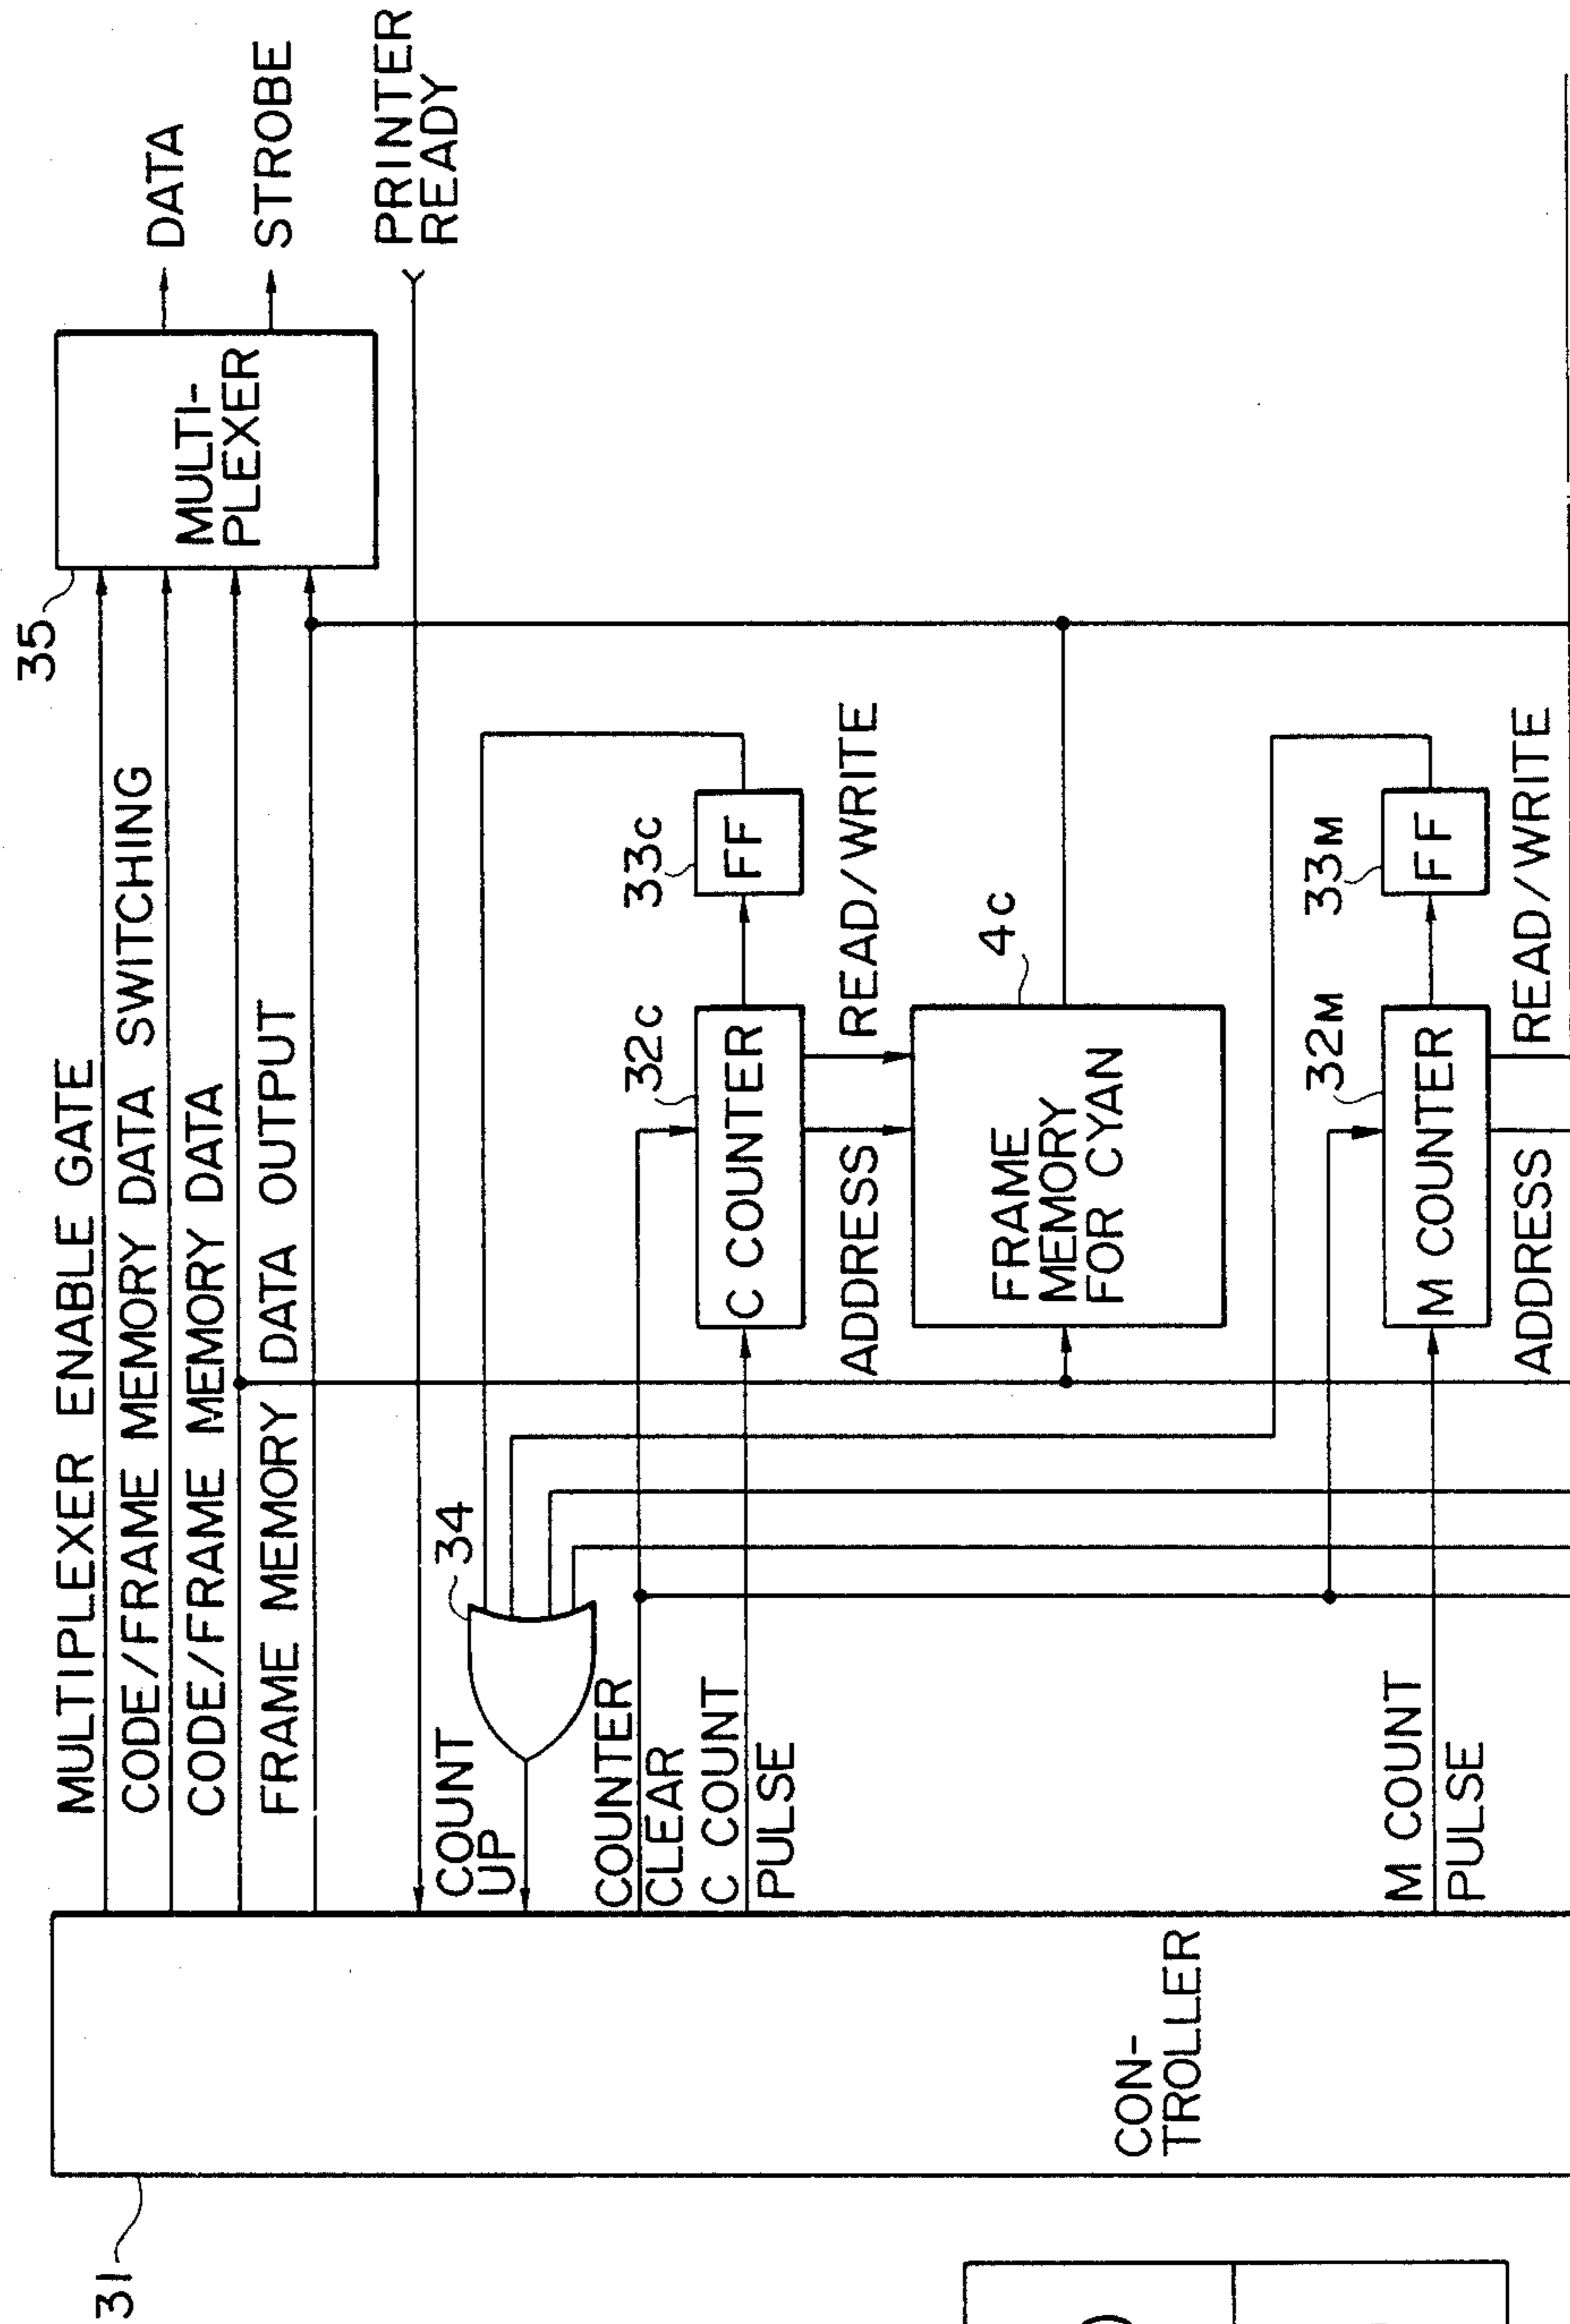 31
35
MULTIPLEXER ENABLE GATE
CODE/FRAME MEMORY DATA SWITCHING
CODE/FRAME MEMORY DATA
FRAME MEMORY DATA OUTPUT
MULTI-
PLEXER
DATA
STROBE
PRINTER
READY
COUNT
UP
34
COUNTER
CLEAR
C COUNT
PULSE
32C
C COUNTER
33C
FF
ADDRESS
READ/WRITE
4C
FRAME
MEMORY
FOR CYAN
CON-
TROLLER
M COUNT
PULSE
32M
M COUNTER
33M
FF
ADDRESS
READ/WRITE